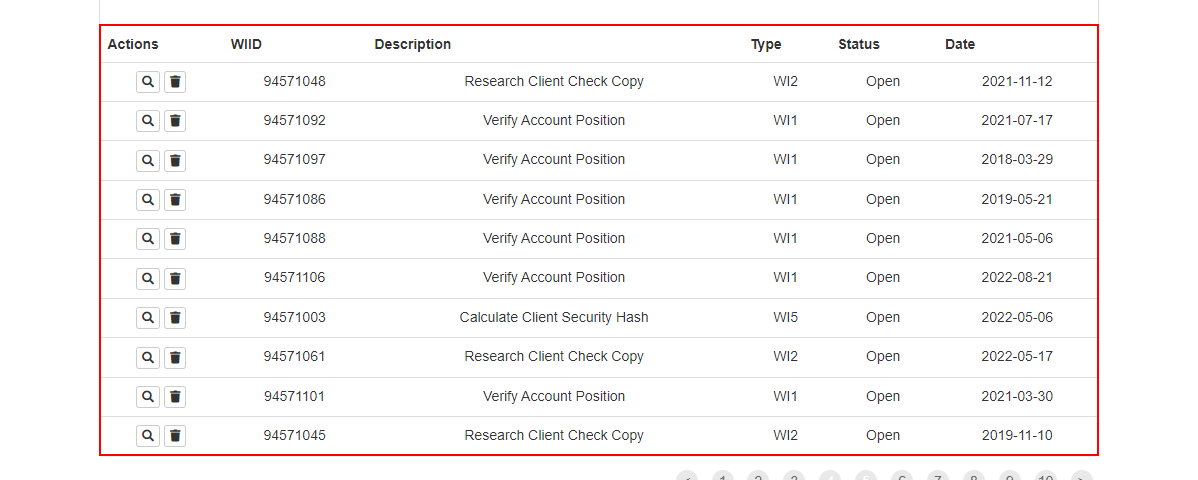 Actions WIID Description Type Status Date
94571048 Research Client Check Copy WI2 Open 2021-11-12
94571092 Verify Account Position WI1 Open 2021-07-17
94571097 Verify Account Position WI1 Open 2018-03-29
94571086 Verify Account Position WI1 Open 2019-05-21
94571088 Verify Account Position WI1 Open 2021-05-06
94571106 Verify Account Position WI1 Open 2022-08-21
94571003 Calculate Client Security Hash WI5 Open 2022-05-06
94571061 Research Client Check Copy WI2 Open 2022-05-17
94571101 Verify Account Position WI1 Open 2021-03-30
94571045 Research Client Check Copy WI2 Open 2019-11-10